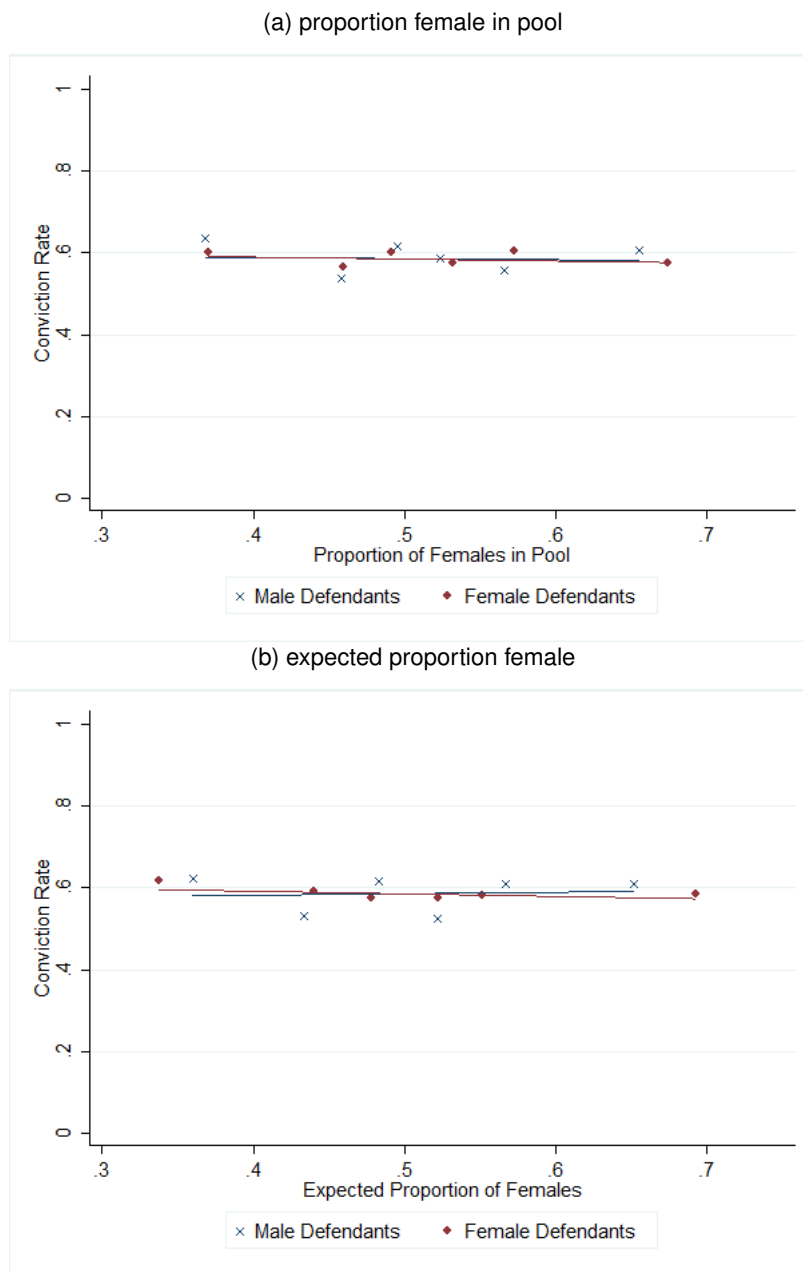 (a) proportion female in pool
1
.8
.6
.4
.2
0
Conviction Rate
.3 .4 .5 .6 .7
Proportion of Females in Pool
Male Defendants Female Defendants
(b) expected proportion female
1
.8
.6
.4
.2
0
Conviction Rate
.3 .4 .5 .6 .7
Expected Proportion of Females
Male Defendants Female Defendants